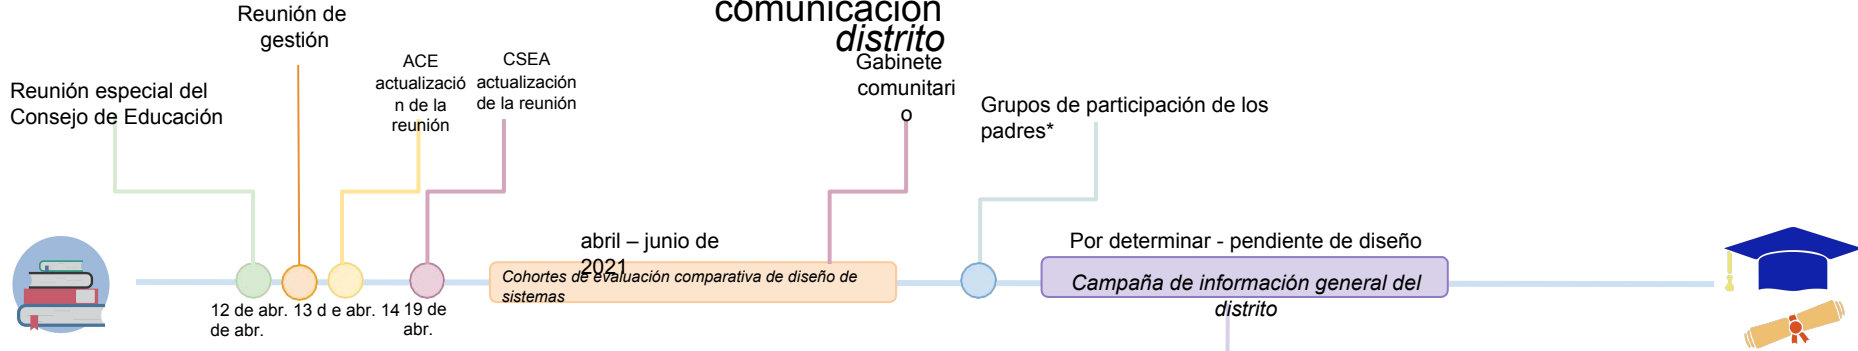 comunicación
distrito
Reunión de
gestión
ACE
actualizació
n de la
reunión
CSEA
actualización
de la reunión
Gabinete
comunitari
o
Reunión especial del
Consejo de Educación
Grupos de participación de los
padres*
abril – junio de
2021
Cohortes de evaluación comparativa de diseño de
sistemas
Por determinar - pendiente de diseño
Campaña de información general del
distrito
12 de abr. 13 d e abr. 14
de abr.
19 de
abr.